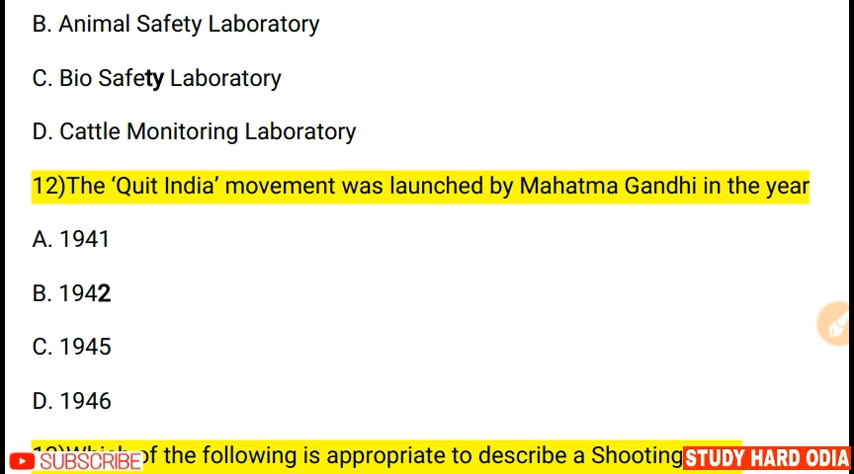 B. Animal Safety Laboratory
C. Bio Safety Laboratory
D. Cattle Monitoring Laboratory
12)The ‘Quit India’ movement was launched by Mahatma Gandhi in the year
A. 1941
B. 1942
C. 1945
D. 1946
of the following is appropriate to describe a Shooting
SUBSCRIBE
STUDY HARD ODIA